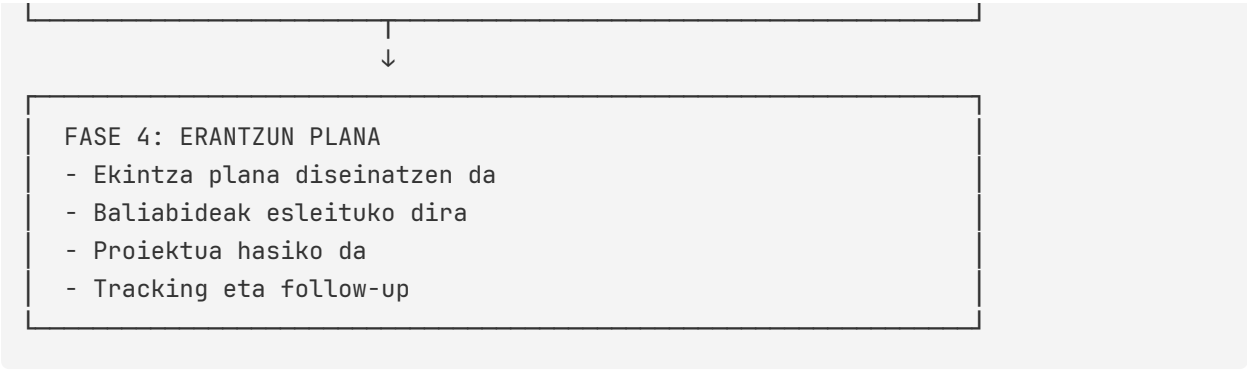 ↓
FASE 4: ERANTZUN PLANA
- Ekintza plana diseinatzen da
- Baliabideak esleituko dira
- Proiektua hasiko da
- Tracking eta follow-up